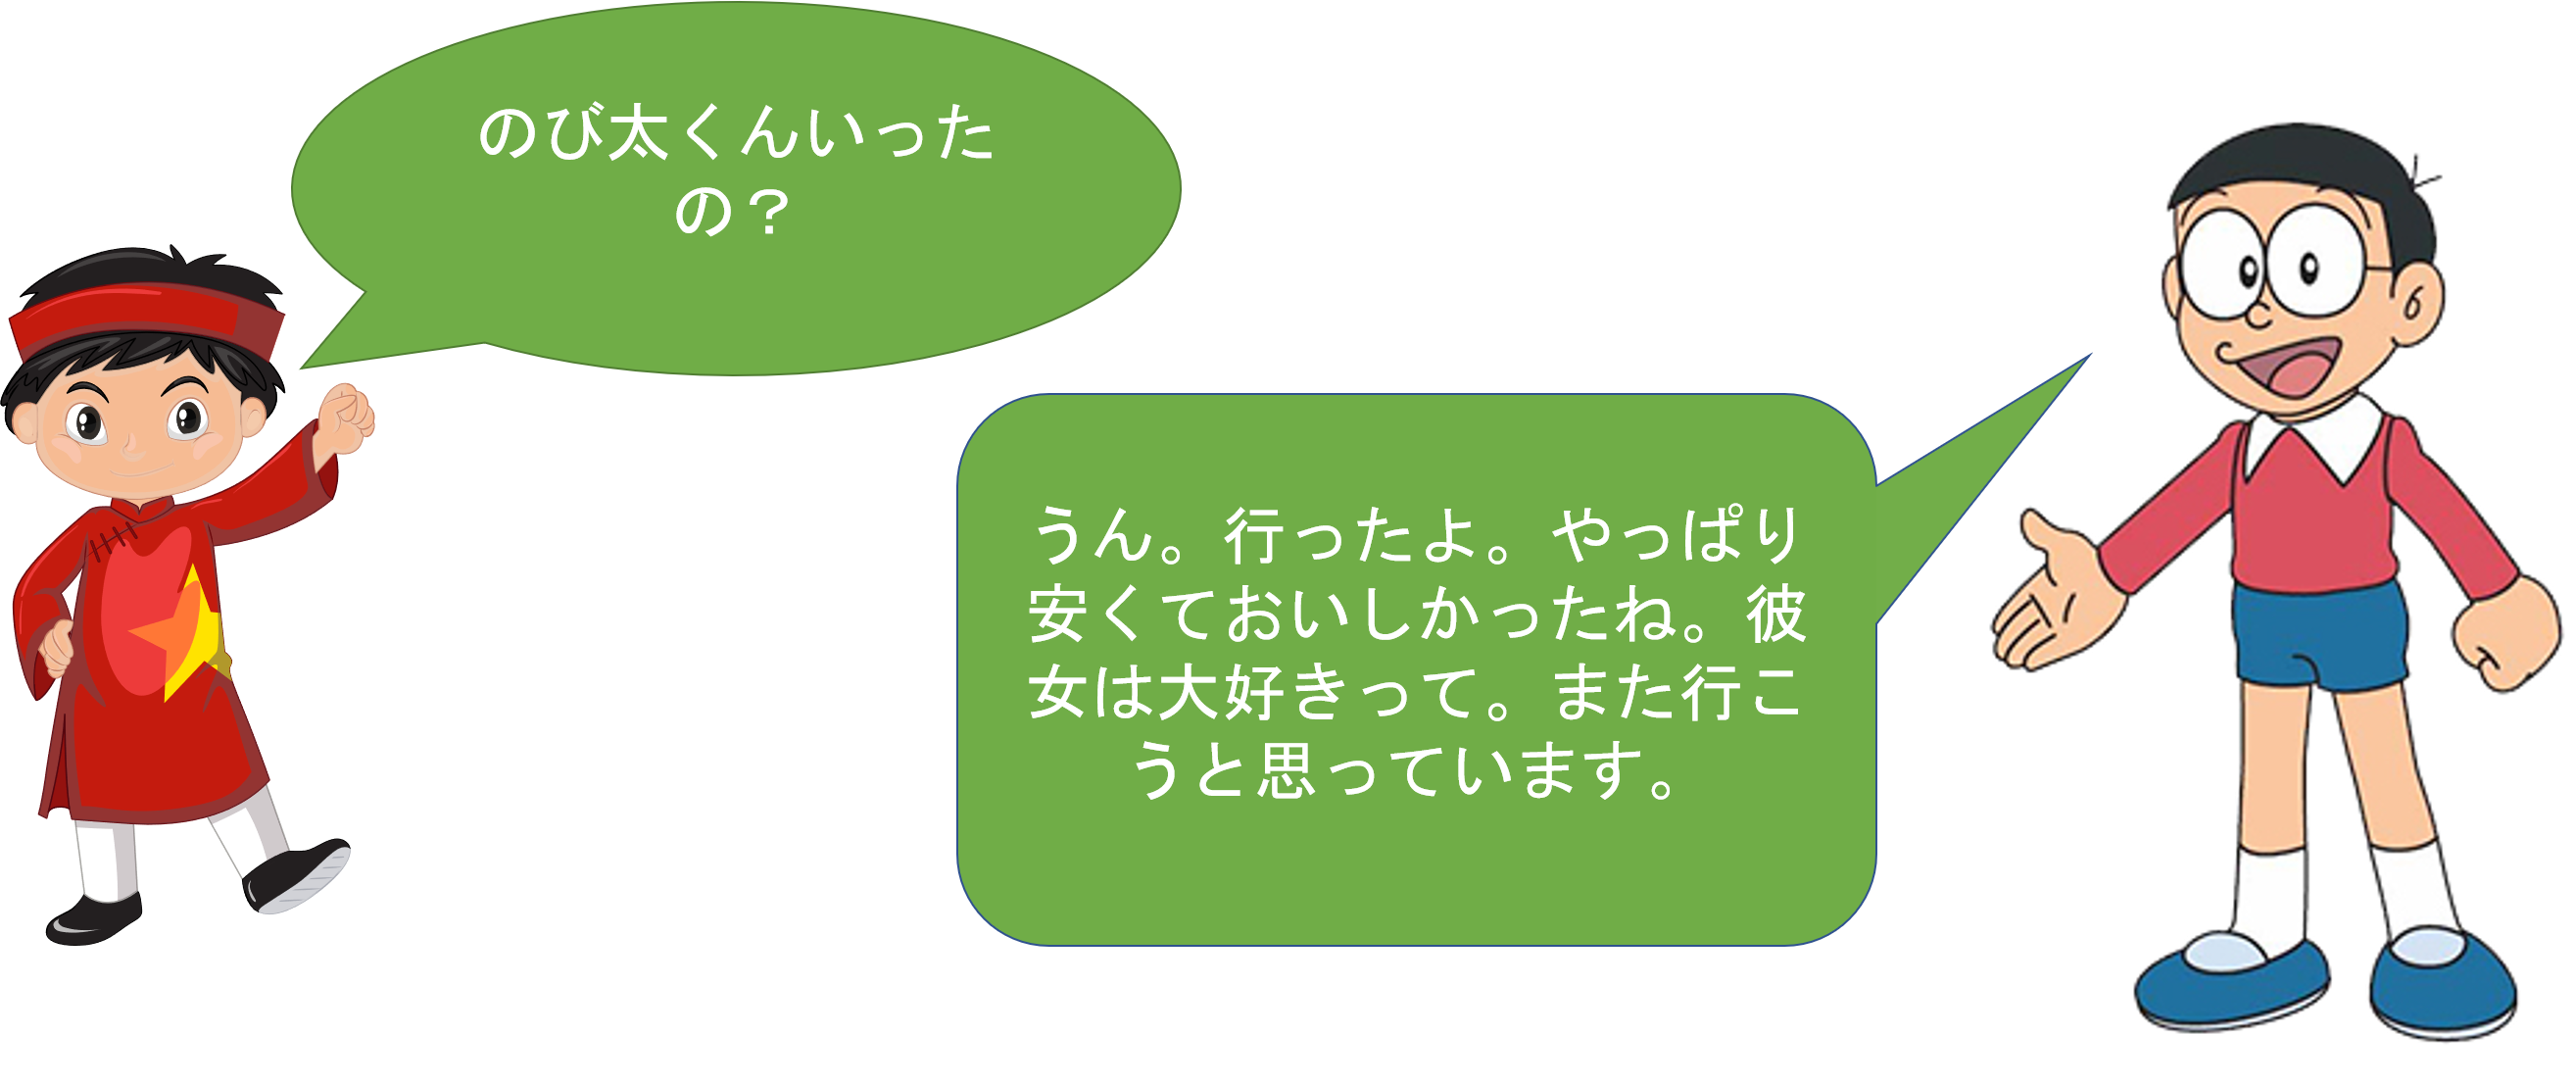 のび太くんいった
の？
うん。行ったよ。やっぱり
安くておいしかったね。彼
女は大好きって。また行こ
うと思っています。